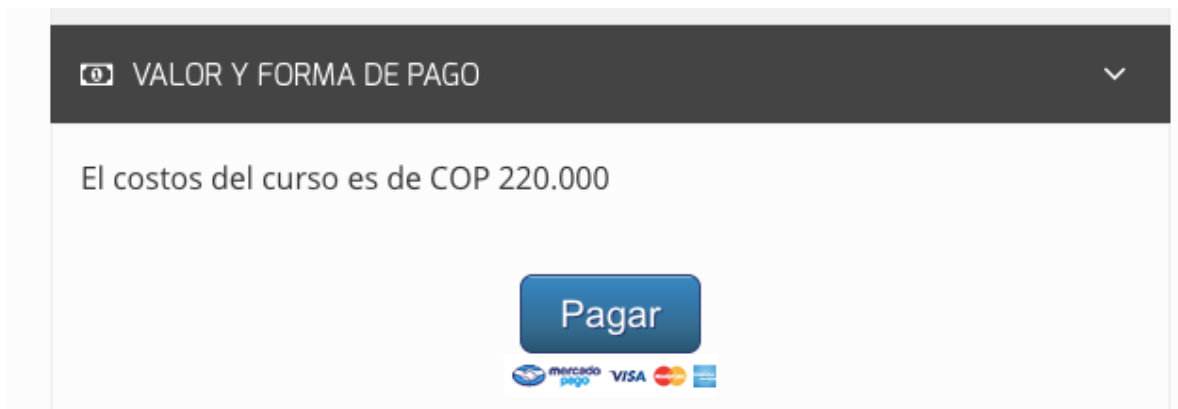 VALOR Y FORMA DE PAGO
El costos del curso es de COP 220.000
Pagar
mercado pago VISA